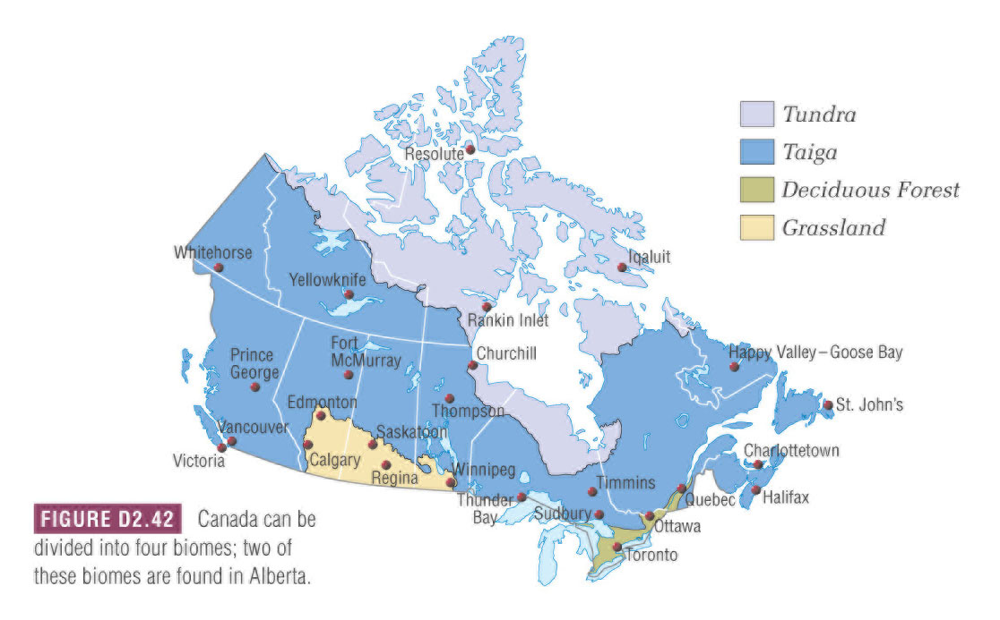 Tundra
Taiga
Deciduous Forest
Grassland
Resolute
Whitehorse
Iqaluit
Yellowknife
Rankin Inlet
Churchill
Fort
McMurray
Prince
George
Happy Valley–Goose Bay
Edmonton
Thompson
St. John's
Vancouver
Saskatoon
Victoria
Calgary
Regina
Winnipeg
Charlottetown
Timmins
Quebec
Halifax
Thunder
Bay
Sudbury
Ottawa
Toronto
FIGURE D2.42 Canada can be
divided into four biomes; two of
these biomes are found in Alberta.